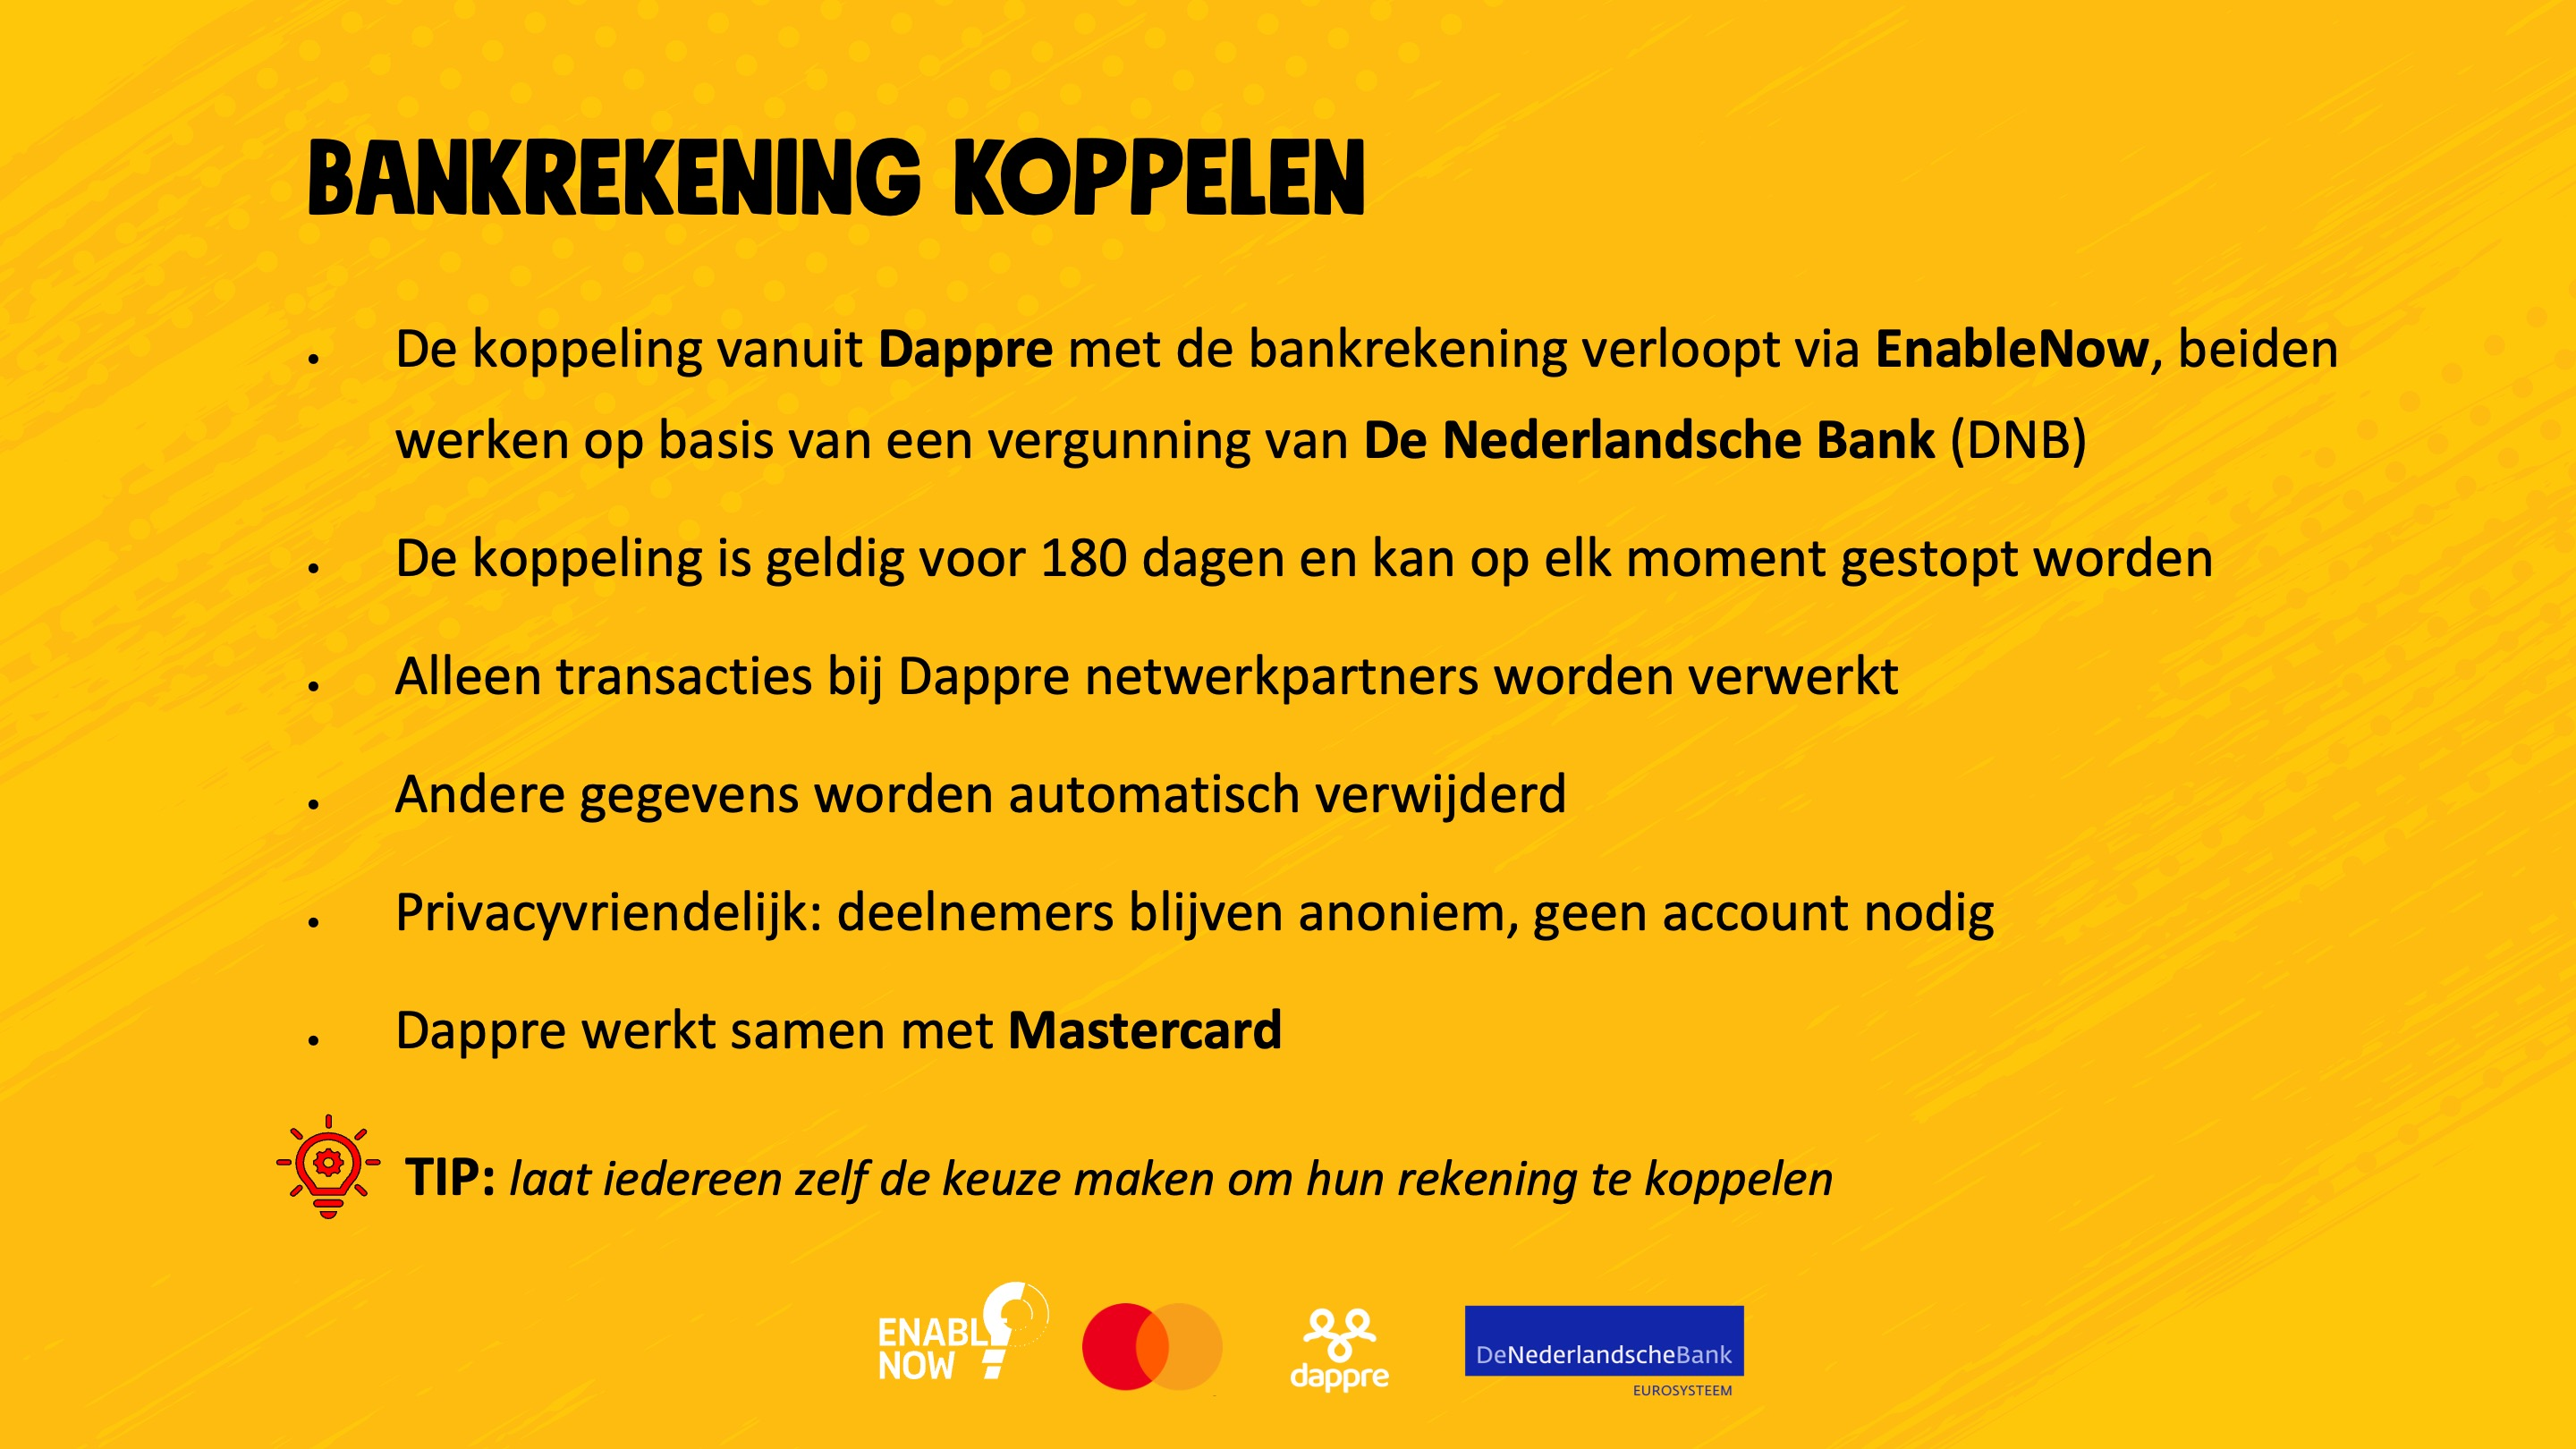 BANKREKENING KOPPELEN
• De koppeling vanuit Dappre met de bankrekening verloopt via EnableNow, beiden
werken op basis van een vergunning van De Nederlandsche Bank (DNB)
• De koppeling is geldig voor 180 dagen en kan op elk moment gestopt worden
• Alleen transacties bij Dappre netwerkpartners worden verwerkt
• Andere gegevens worden automatisch verwijderd
• Privacyvriendelijk: deelnemers blijven anoniem, geen account nodig
• Dappre werkt samen met Mastercard
TIP: laat iedereen zelf de keuze maken om hun rekening te koppelen
ENABLE
NOW
dappre
DeNederlandscheBank
EUROSYSTEEM